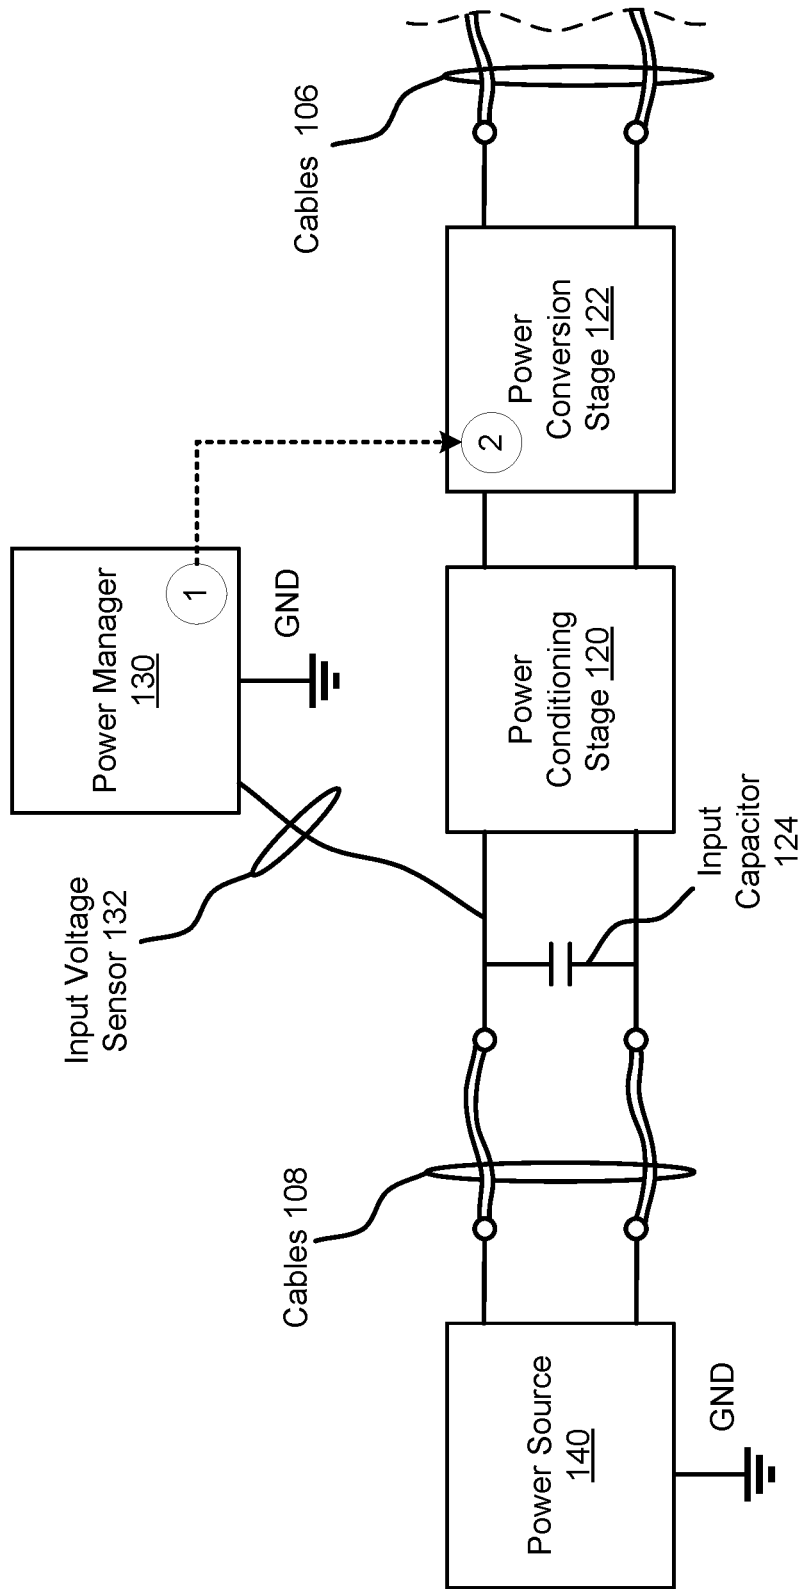 Power Manager
130
1
GND
Input Voltage
Sensor 132
Cables 108
Cables 106
Power Source
140
GND
Input
Capacitor
124
Power
Conditioning
Stage 120
2
Power
Conversion
Stage 122